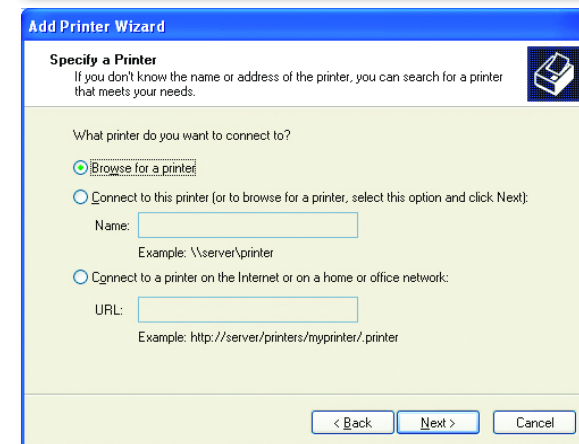 Add Printer Wizard
Specify a Printer
If you don't know the name or address of the printer, you can search for a printer
that meets your needs.
What printer do you want to connect to?
Browse for a printer
Connect to this printer (or to browse for a printer, select this option and click Next):
Name:
Example: \\server\printer
Connect to a printer on the Internet or on a home or office network:
URL:
Example: http://server/printers/myprinter/.printer
< Back Next > Cancel